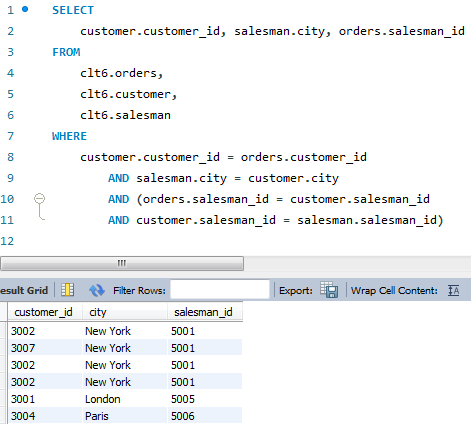 1 SELECT
2 customer.customer_id, salesman.city, orders.salesman_id
3 FROM
4 clt6.orders,
5 clt6.customer,
6 clt6.salesman
7 WHERE
8 customer.customer_id = orders.customer_id
9 AND salesman.city = customer.city
10 AND (orders.salesman_id = customer.salesman_id
11 AND customer.salesman_id = salesman.salesman_id)
12
esult Grid Filter Rows: Export: Wrap Cell Content: IA
customer_id city salesman_id
3002 New York 5001
3007 New York 5001
3002 New York 5001
3002 New York 5001
3001 London 5005
3004 Paris 5006